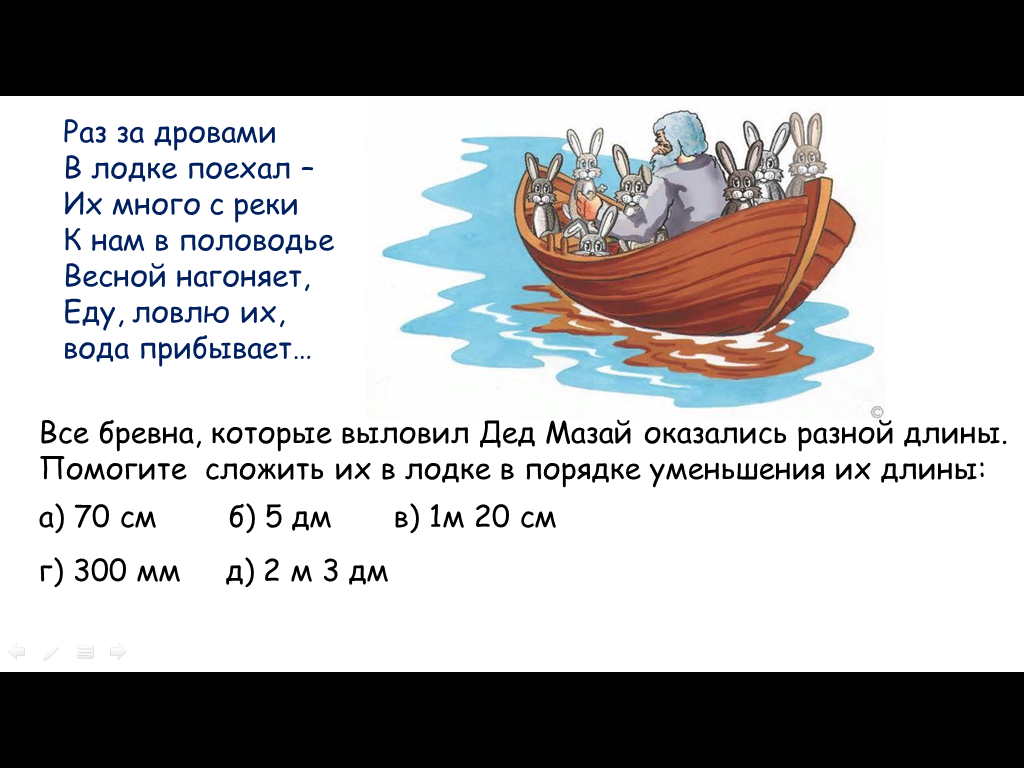 Раз за дровами
В лодке поехал –
Их много с реки
К нам в половодье
Весной нагоняет,
Еду, ловлю их,
вода прибывает…
©
Все бревна, которые выловил Дед Мазай оказались разной длины.
Помогите сложить их в лодке в порядке уменьшения их длины:
а) 70 см б) 5 дм в) 1м 20 см
г) 300 мм д) 2 м 3 дм